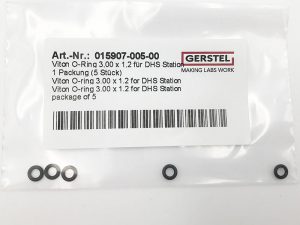 Art.-Nr.: 015907-005-00
Viton O-Ring 3,00 x 1,2 für DHS Station
1 Packung (5 Stück)
Viton O-Ring 3.00 x 1.2 for DHS Station
Viton O-Ring 3.00 x 1.2 for DHS Station
package of 5
GERSTEL
MAKING LABS WORK